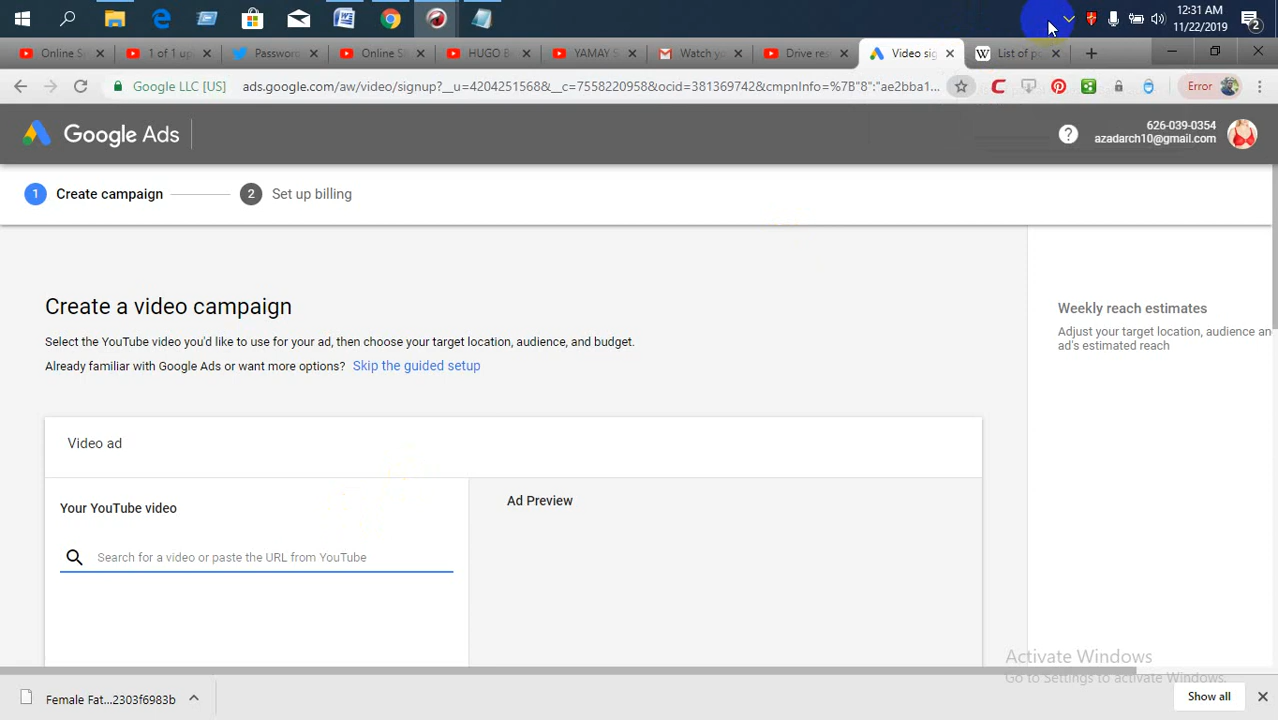 12:31 AM
11/22/2019
2
Online S
1 of 1 up
Password
Online S
HUGO B
YAMAY S
Watch yo
Drive re
Video sig
List of p
Google LLC [US]
ads.google.com/aw/video/signup?__u=4204251568&__c=7558220958&ocid=381369742&cmpnInfo=%7B"8":"ae2bba1...
Error
Google Ads
626-039-0354
azadarch10@gmail.com
1 Create campaign
2 Set up billing
Create a video campaign
Select the YouTube video you'd like to use for your ad, then choose your target location, audience, and budget.
Already familiar with Google Ads or want more options? Skip the guided setup
Weekly reach estimates
Adjust your target location, audience an
ad's estimated reach
Video ad
Your YouTube video
Ad Preview
Search for a video or paste the URL from YouTube
Activate Windows
Go to Settings to activate Windows.
Female Fat...2303f6983b
Show all